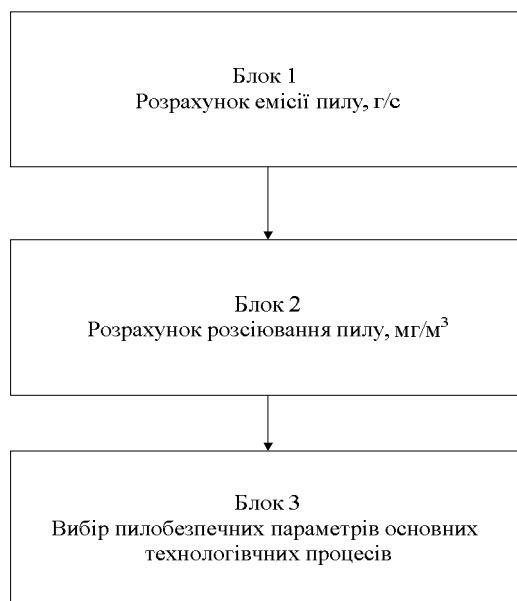 Блок 1
Розрахунок емісії пилу, г/с
Блок 2
Розрахунок розсіювання пилу, мг/м³
Блок 3
Вибір пилобезпечних параметрів основних
технологівчних процесів